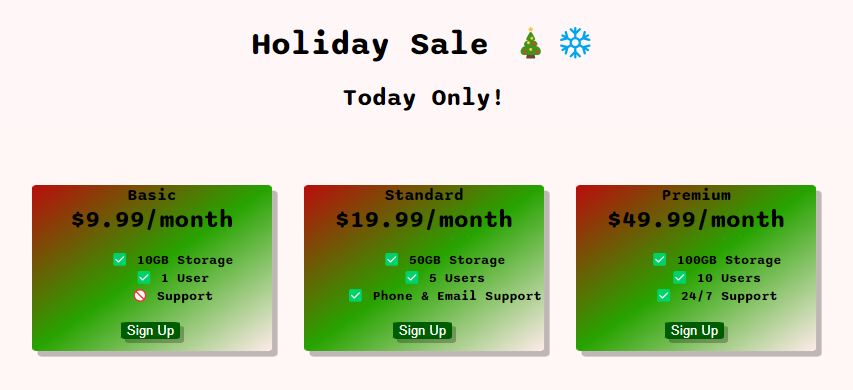 Holiday Sale 🎄❄️
Today Only!
Basic
$9.99/month
✅ 10GB Storage
✅ 1 User
🚫 Support
Sign Up
Standard
$19.99/month
✅ 50GB Storage
✅ 5 Users
✅ Phone & Email Support
Sign Up
Premium
$49.99/month
✅ 100GB Storage
✅ 10 Users
✅ 24/7 Support
Sign Up